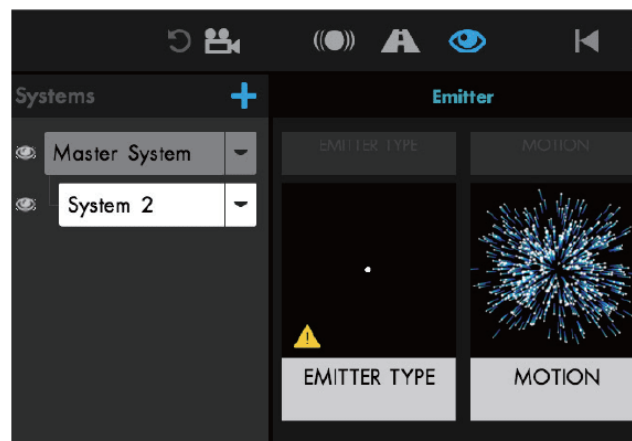 Systems
Emitter
Master System
EMITTER TYPE
MOTION
System 2
EMITTER TYPE
MOTION